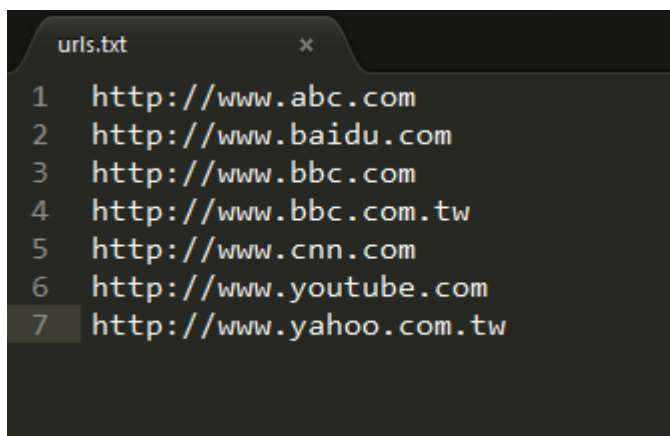 urls.txt ×
1 http://www.abc.com
2 http://www.baidu.com
3 http://www.bbc.com
4 http://www.bbc.com.tw
5 http://www.cnn.com
6 http://www.youtube.com
7 http://www.yahoo.com.tw